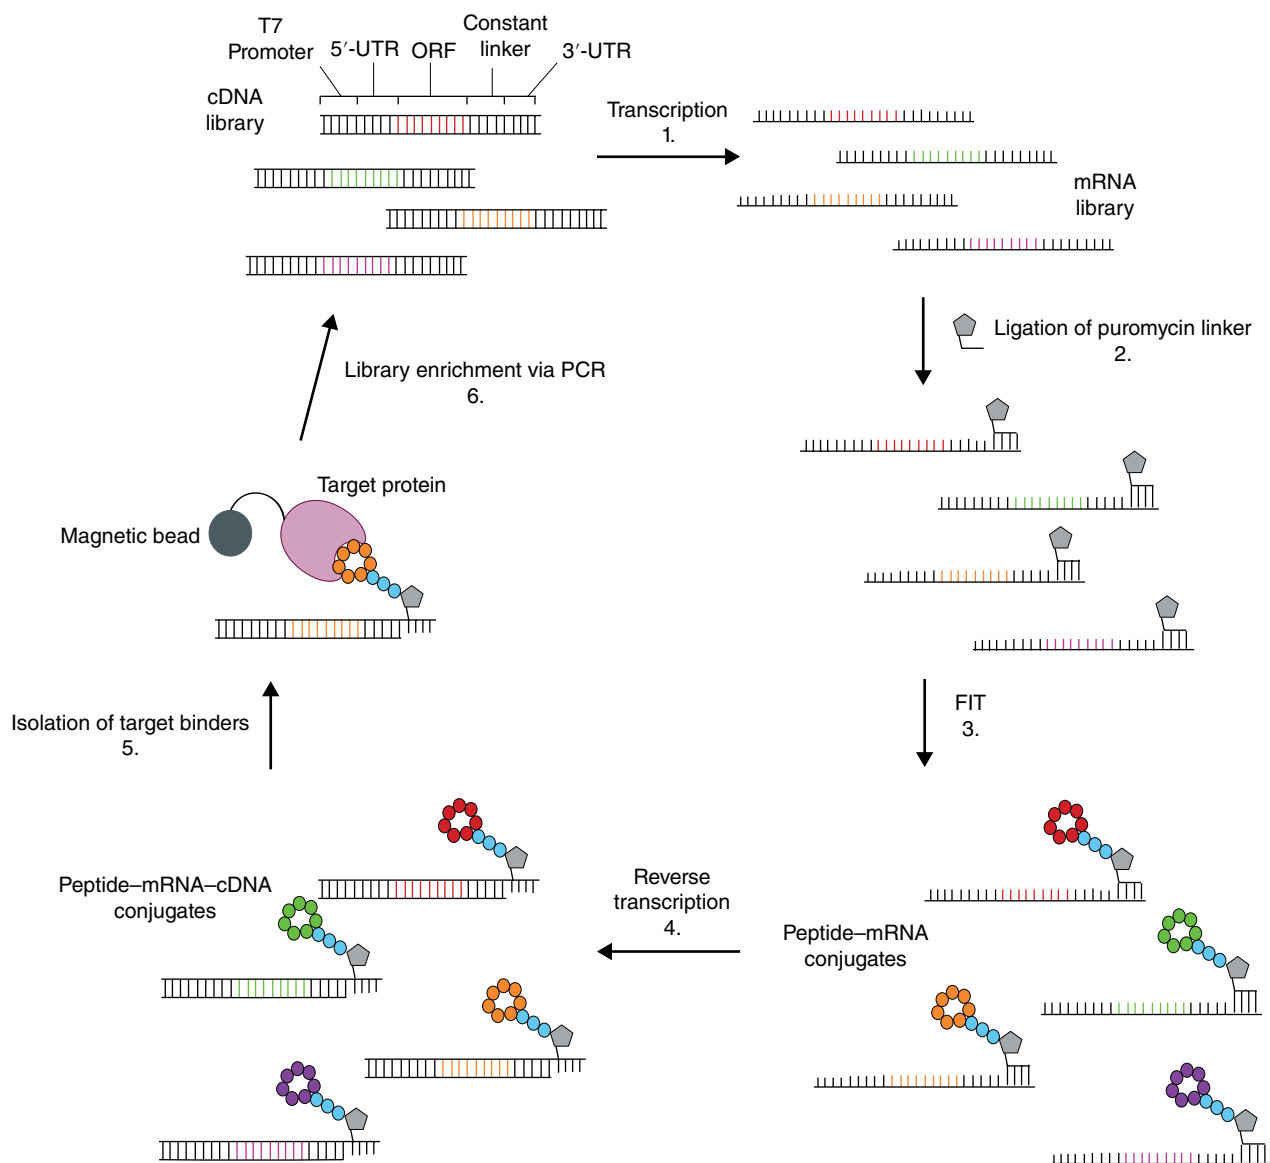 T7
Promoter
5′-UTR
ORF
Constant
linker
3′-UTR
cDNA
library
Transcription
1.
mRNA
library
Ligation of puromycin linker
2.
Library enrichment via PCR
6.
Target protein
Magnetic bead
FIT
3.
Isolation of target binders
5.
Peptide–mRNA–cDNA
conjugates
Reverse
transcription
4.
Peptide–mRNA
conjugates